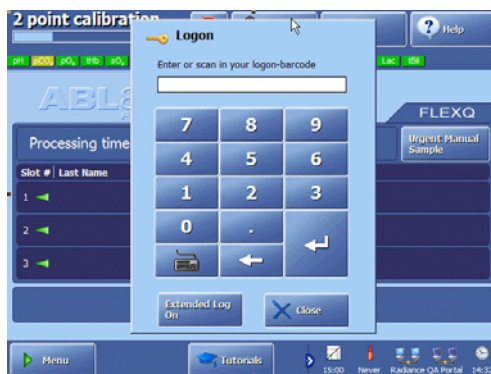 2 point calibration
Help
Logon
Enter or scan in your logon-barcode
pH pCO₂ pO₂ tHb sO₂
Lac tBil
ABL8
FLEXQ
Processing time
Urgent Manual
Sample
Slot # Last Name
1
2
3
7 8 9
4 5 6
1 2 3
0 .
Extended Log
On
Close
Menu
Tutorials
15:00 Never Radiance QA Portal 14:32